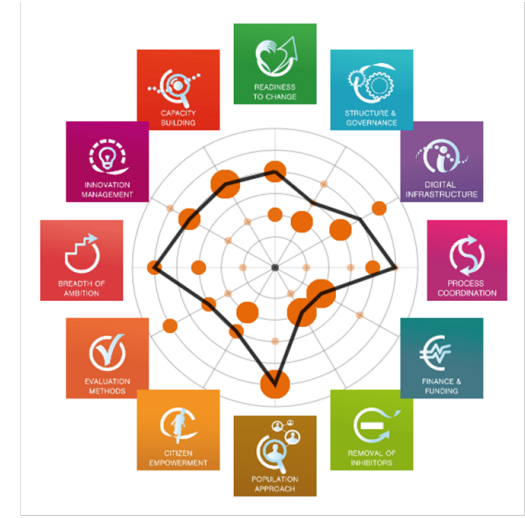 READINESS
TO CHANGE
STRUCTURE &
GOVERNANCE
DIGITAL
INFRASTRUCTURE
PROCESS
COORDINATION
FINANCE &
FUNDING
REMOVAL OF
INHIBITORS
POPULATION
APPROACH
CITIZEN
EMPOWERMENT
EVALUATION
METHODS
BREADTH OF
AMBITION
INNOVATION
MANAGEMENT
CAPACITY
BUILDING